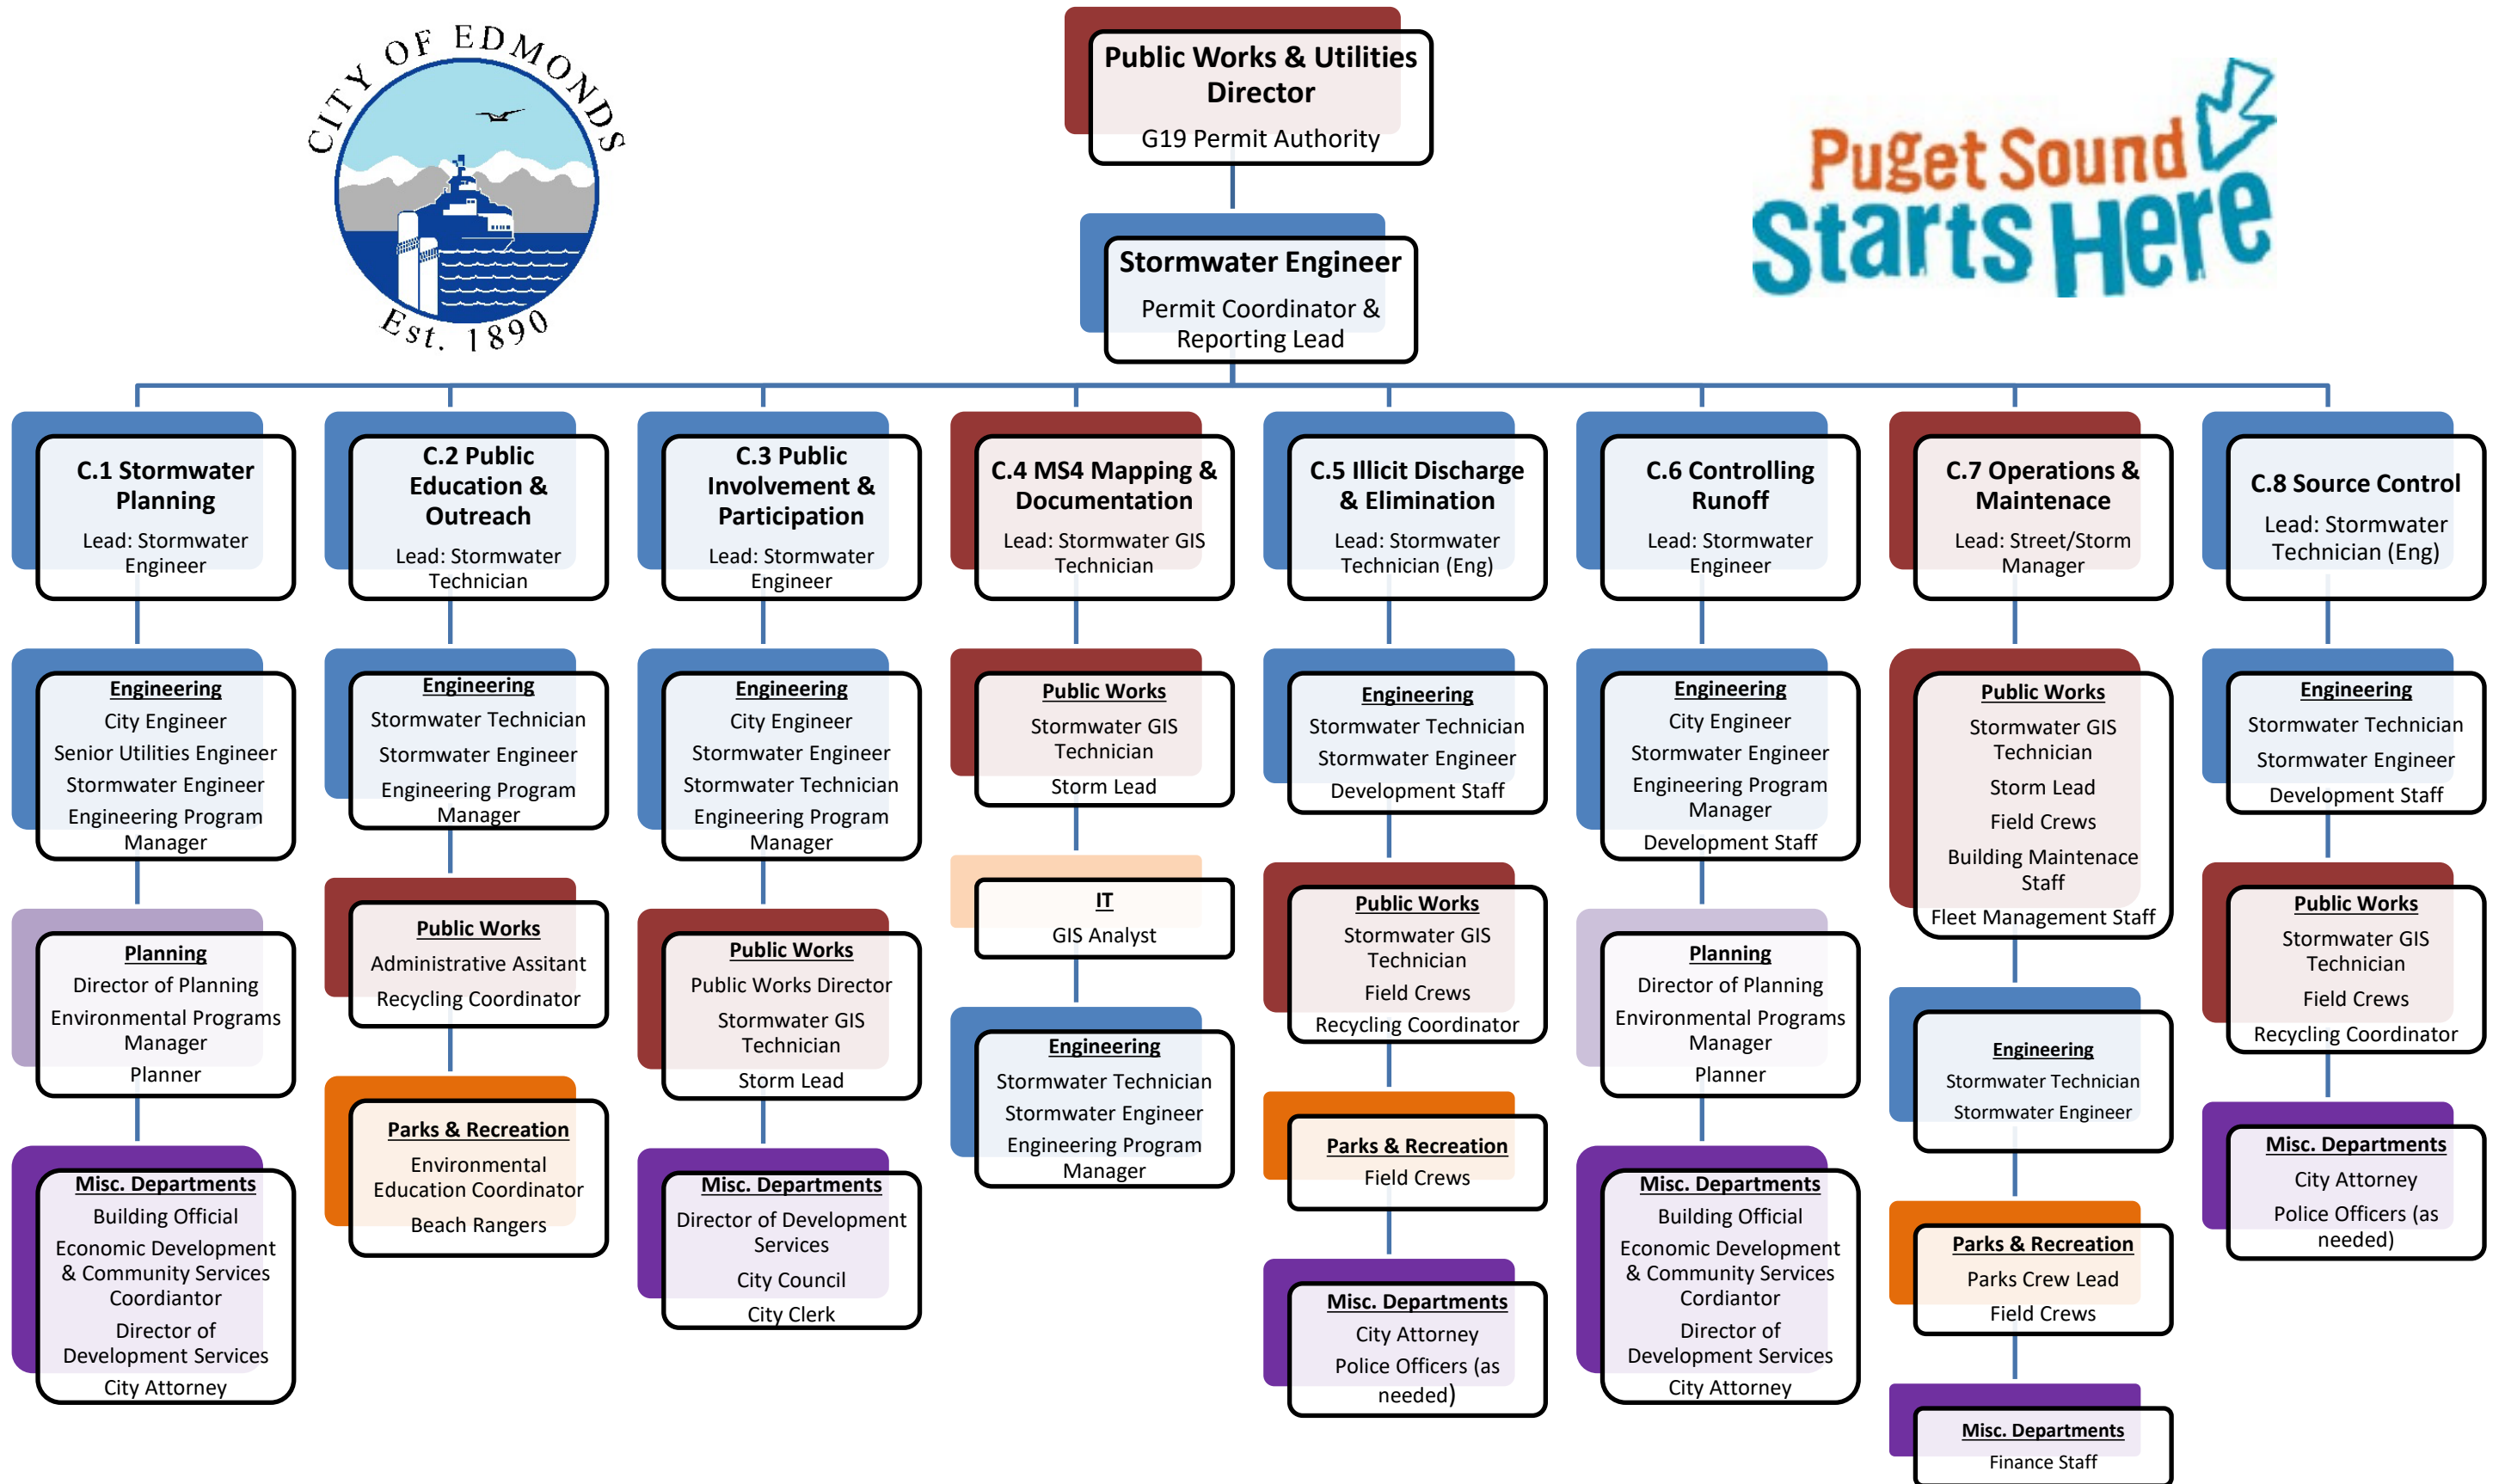 CITY OF EDMONDS
Est. 1890
Public Works & Utilities
Director
G19 Permit Authority
Puget Sound
Starts Here
Stormwater Engineer
Permit Coordinator &
Reporting Lead
C.1 Stormwater
Planning
Lead: Stormwater
Engineer
Engineering
City Engineer
Senior Utilities Engineer
Stormwater Engineer
Engineering Program
Manager
Planning
Director of Planning
Environmental Programs
Manager
Planner
Misc. Departments
Building Official
Economic Development
& Community Services
Coordiantor
Director of
Development Services
City Attorney
C.2 Public
Education &
Outreach
Lead: Stormwater
Technician
Engineering
Stormwater Technician
Stormwater Engineer
Engineering Program
Manager
Public Works
Administrative Assitant
Recycling Coordinator
Parks & Recreation
Environmental
Education Coordinator
Beach Rangers
C.3 Public
Involvement &
Participation
Lead: Stormwater
Engineer
Engineering
City Engineer
Stormwater Engineer
Stormwater Technician
Engineering Program
Manager
Public Works
Public Works Director
Stormwater GIS
Technician
Storm Lead
Misc. Departments
Director of Development
Services
City Council
City Clerk
C.4 MS4 Mapping &
Documentation
Lead: Stormwater GIS
Technician
Public Works
Stormwater GIS
Technician
Storm Lead
IT
GIS Analyst
Engineering
Stormwater Technician
Stormwater Engineer
Engineering Program
Manager
C.5 Illicit Discharge
& Elimination
Lead: Stormwater
Technician (Eng)
Engineering
Stormwater Technician
Stormwater Engineer
Development Staff
Public Works
Stormwater GIS
Technician
Field Crews
Recycling Coordinator
Parks & Recreation
Field Crews
Misc. Departments
City Attorney
Police Officers (as
needed)
C.6 Controlling
Runoff
Lead: Stormwater
Engineer
Engineering
City Engineer
Stormwater Engineer
Engineering Program
Manager
Development Staff
Planning
Director of Planning
Environmental Programs
Manager
Planner
Misc. Departments
Building Official
Economic Development
& Community Services
Cordiantor
Director of
Development Services
City Attorney
C.7 Operations &
Maintenace
Lead: Street/Storm
Manager
Public Works
Stormwater GIS
Technician
Storm Lead
Field Crews
Building Maintenace
Staff
Fleet Management Staff
Engineering
Stormwater Technician
Stormwater Engineer
Parks & Recreation
Parks Crew Lead
Field Crews
Misc. Departments
Finance Staff
C.8 Source Control
Lead: Stormwater
Technician (Eng)
Engineering
Stormwater Technician
Stormwater Engineer
Development Staff
Public Works
Stormwater GIS
Technician
Field Crews
Recycling Coordinator
Misc. Departments
City Attorney
Police Officers (as
needed)